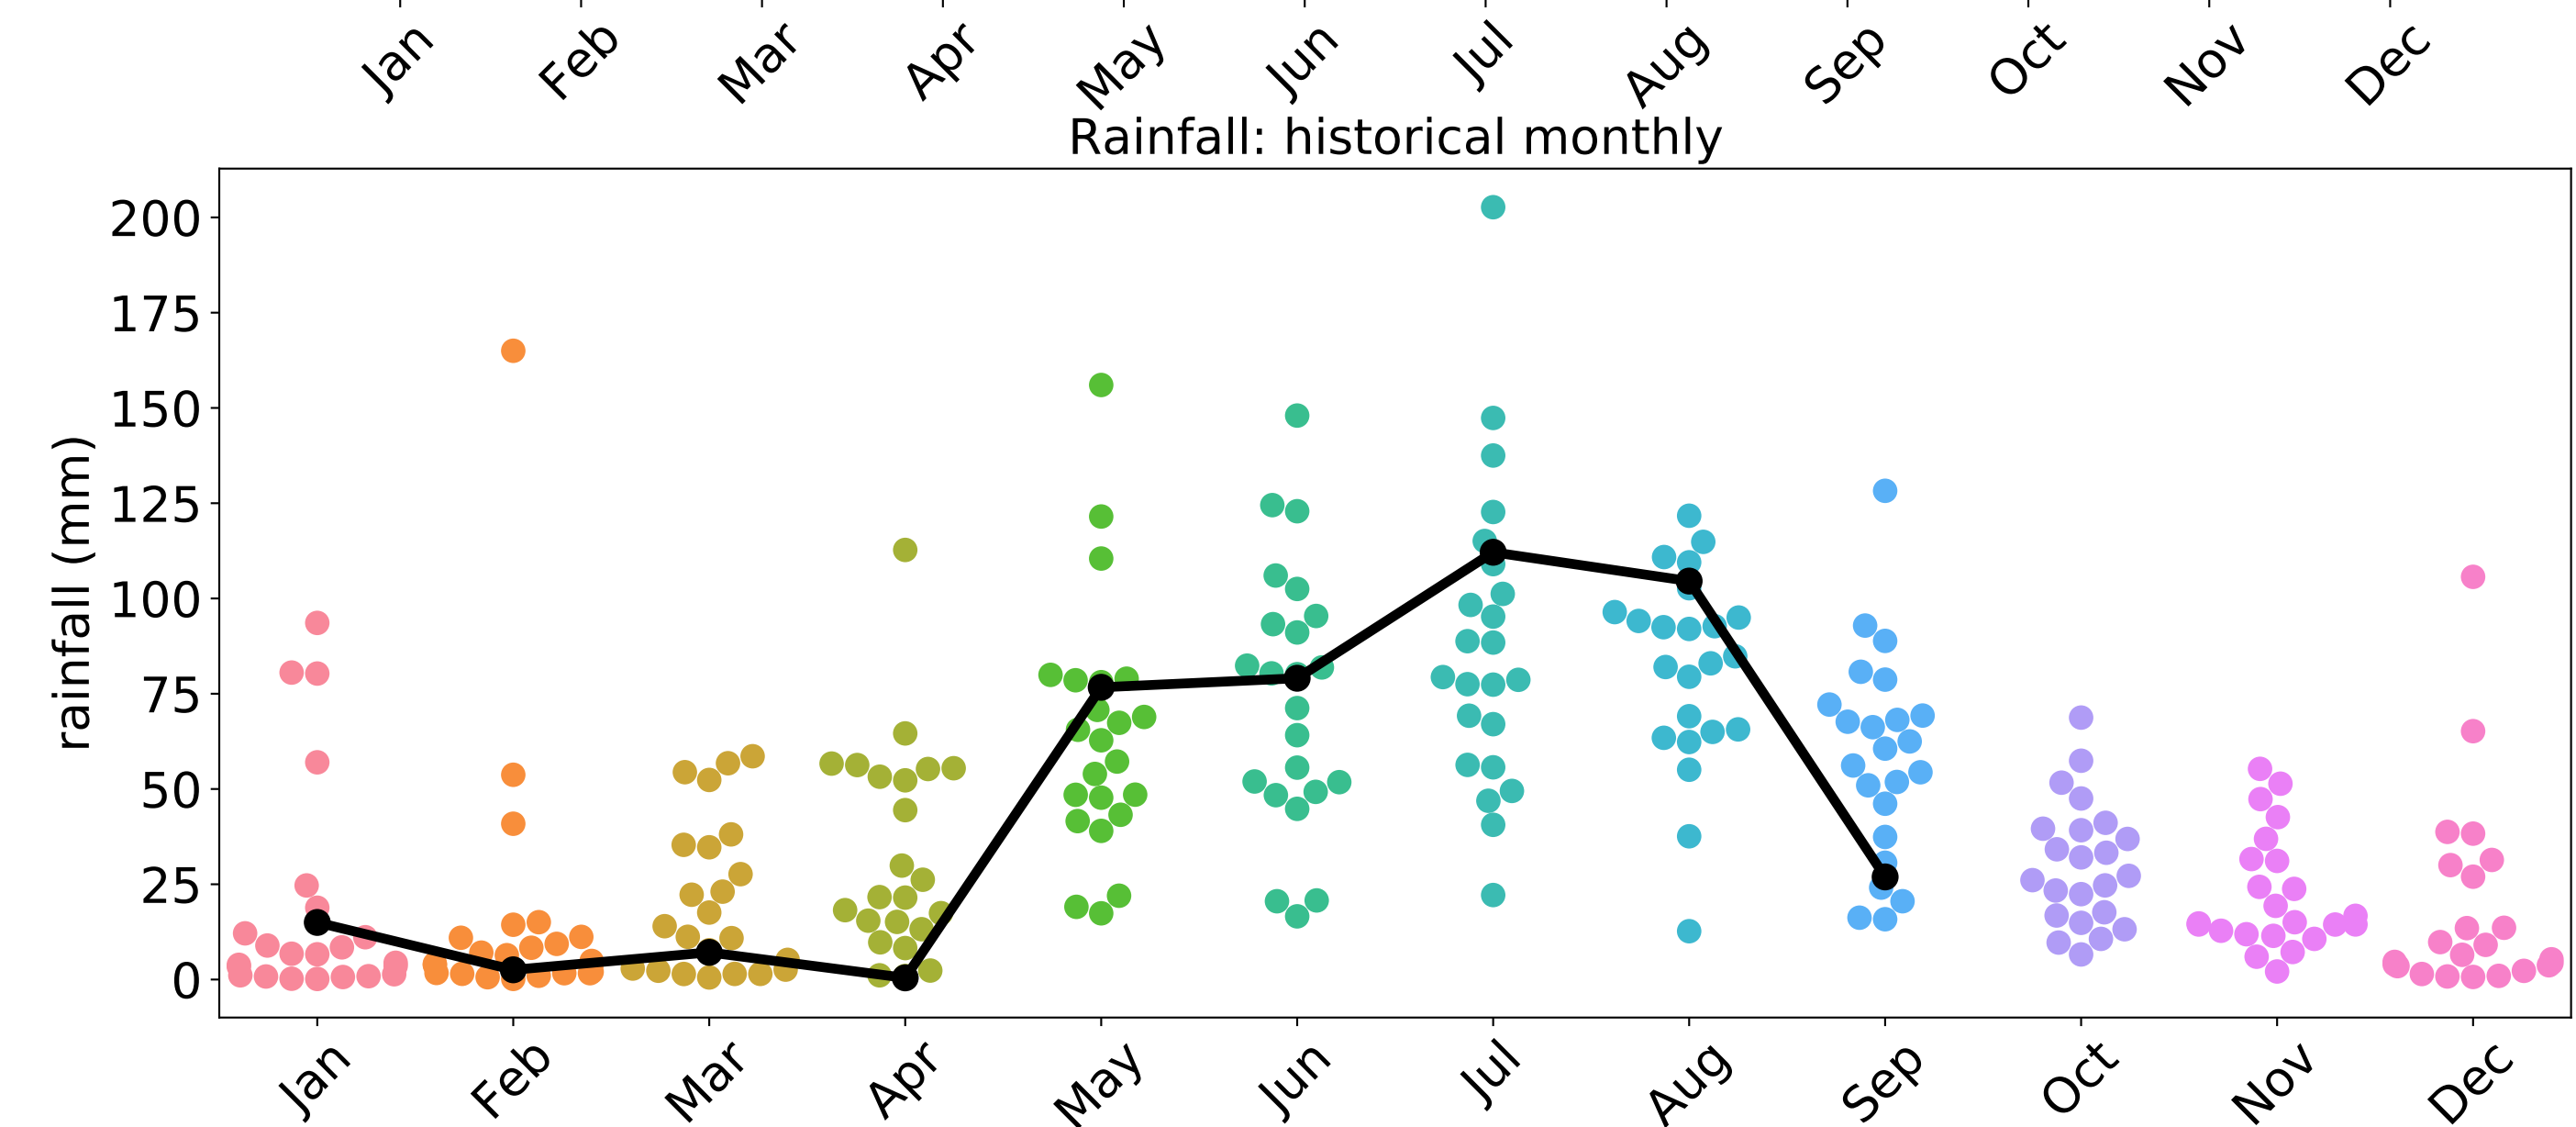 Jan Feb Mar Apr May Jun Jul Aug Sep Oct Nov Dec
Rainfall: historical monthly
rainfall (mm)
200
175
150
125
100
75
50
25
0
Jan Feb Mar Apr May Jun Jul Aug Sep Oct Nov Dec